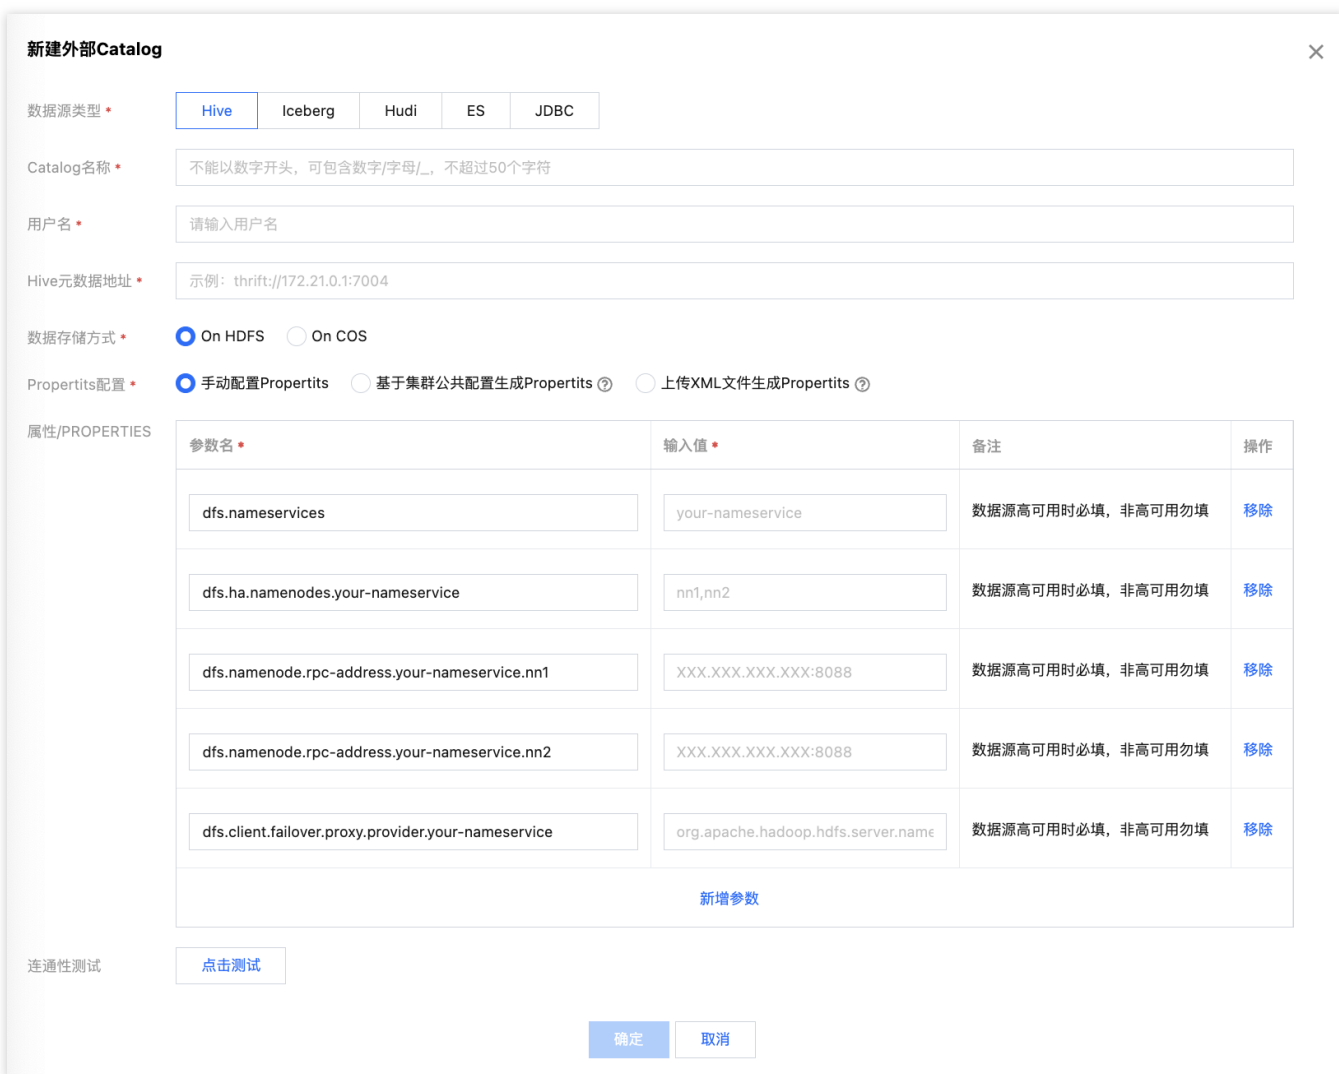 新建外部Catalog
数据源类型 * Hive Iceberg Hudi ES JDBC
Catalog名称 * 不能以数字开头，可包含数字/字母/_，不超过50个字符
用户名 * 请输入用户名
Hive元数据地址 * 示例：thrift://172.21.0.1:7004
数据存储方式 * On HDFS On COS
Propertits配置 * 手动配置Propertits 基于集群公共配置生成Propertits ? 上传XML文件生成Propertits ?
属性/PROPERTIES
参数名 * 输入值 * 备注 操作
dfs.nameservices your-nameservice 数据源高可用时必填，非高可用勿填 移除
dfs.ha.namenodes.your-nameservice nn1,nn2 数据源高可用时必填，非高可用勿填 移除
dfs.namenode.rpc-address.your-nameservice.nn1 XXX.XXX.XXX.XXX:8088 数据源高可用时必填，非高可用勿填 移除
dfs.namenode.rpc-address.your-nameservice.nn2 XXX.XXX.XXX.XXX:8088 数据源高可用时必填，非高可用勿填 移除
dfs.client.failover.proxy.provider.your-nameservice org.apache.hadoop.hdfs.server.name 数据源高可用时必填，非高可用勿填 移除
新增参数
连通性测试 点击测试
确定 取消